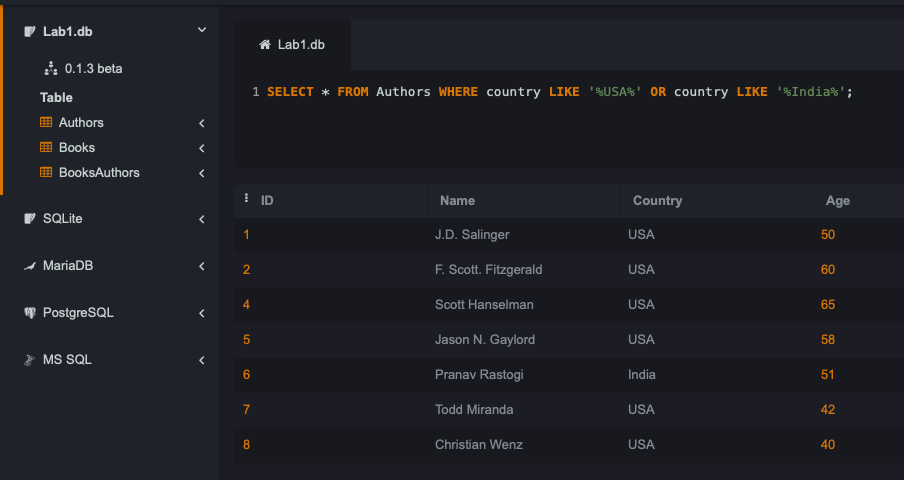 Lab1.db
0.1.3 beta
Table
Authors
Books
BooksAuthors
SQLite
MariaDB
PostgreSQL
MS SQL
Lab1.db
1 SELECT * FROM Authors WHERE country LIKE '%USA%' OR country LIKE '%India%';
ID Name Country Age
1 J.D. Salinger USA 50
2 F. Scott. Fitzgerald USA 60
4 Scott Hanselman USA 65
5 Jason N. Gaylord USA 58
6 Pranav Rastogi India 51
7 Todd Miranda USA 42
8 Christian Wenz USA 40